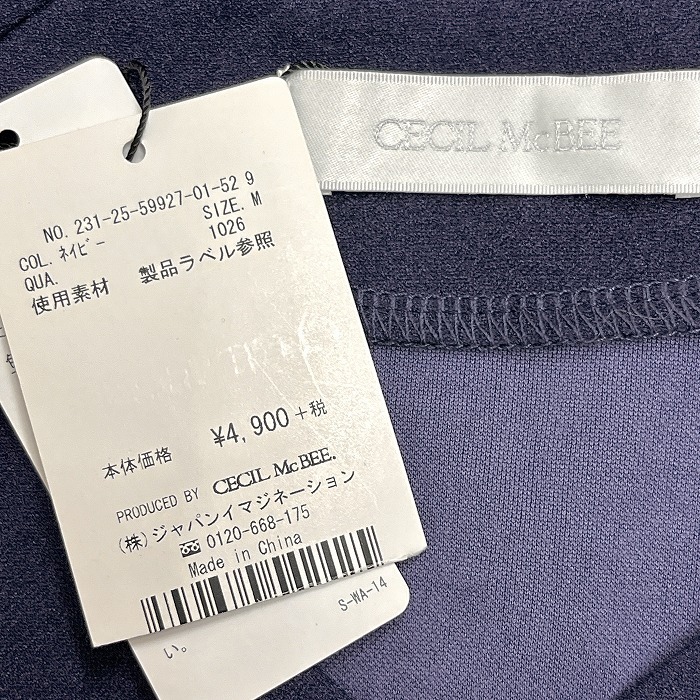 CECIL McBEE
NO. 231-25-59927-01-52 9
COL. ネイビー SIZE. M
QUA. 1026
使用素材 製品ラベル参照
本体価格 ¥4,900+税
PRODUCED BY CECIL McBEE.
(株)ジャパンイマジネーション
0120-668-175
Made in China
S-WA-14
い。